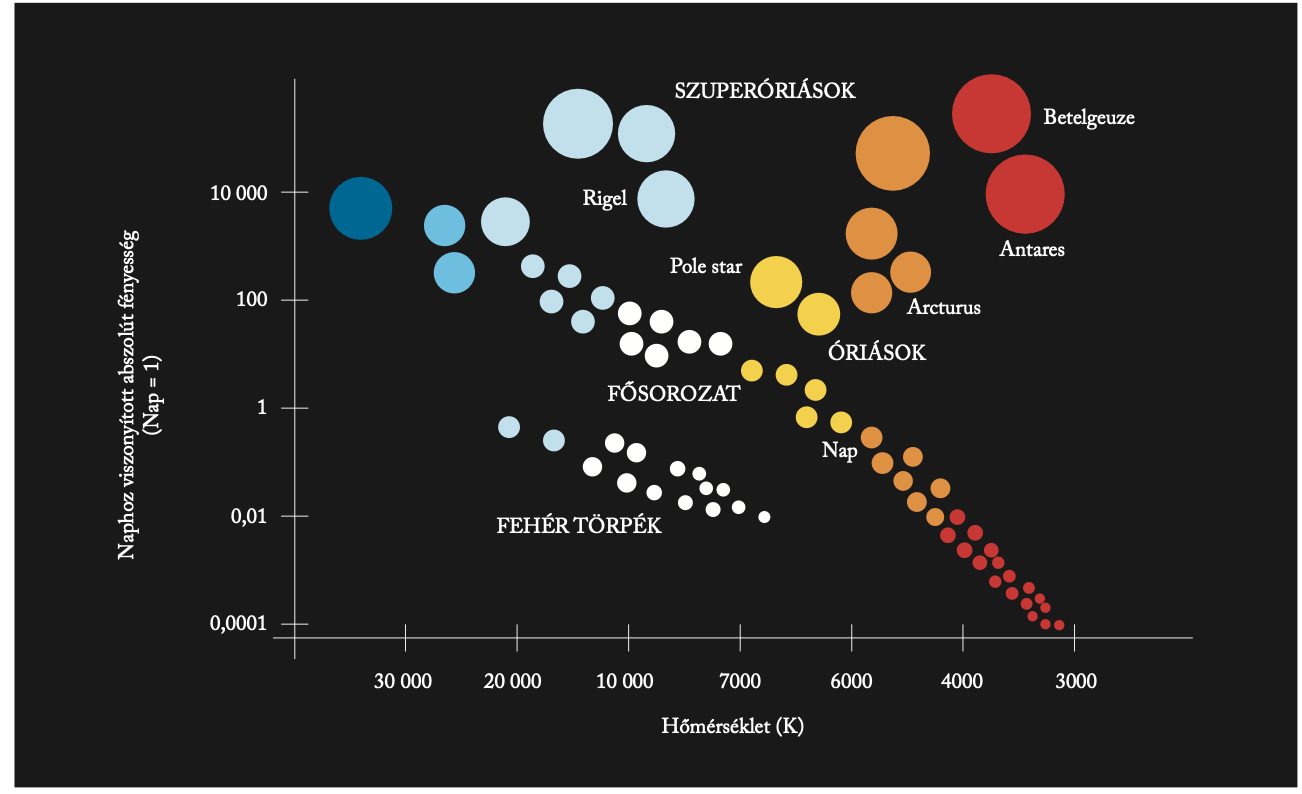 SZUPERÓRIÁSOK
Betelgeuze
10 000
Rigel
Antares
Pole star
100
Arcturus
ÓRIÁSOK
FŐSOROZAT
1
Nap
0,01
FEHÉR TÖRPÉK
0,0001
Naphoz viszonyított abszolút fényesség
(Nap = 1)
30 000 20 000 10 000 7000 6000 4000 3000
Hőmérséklet (K)